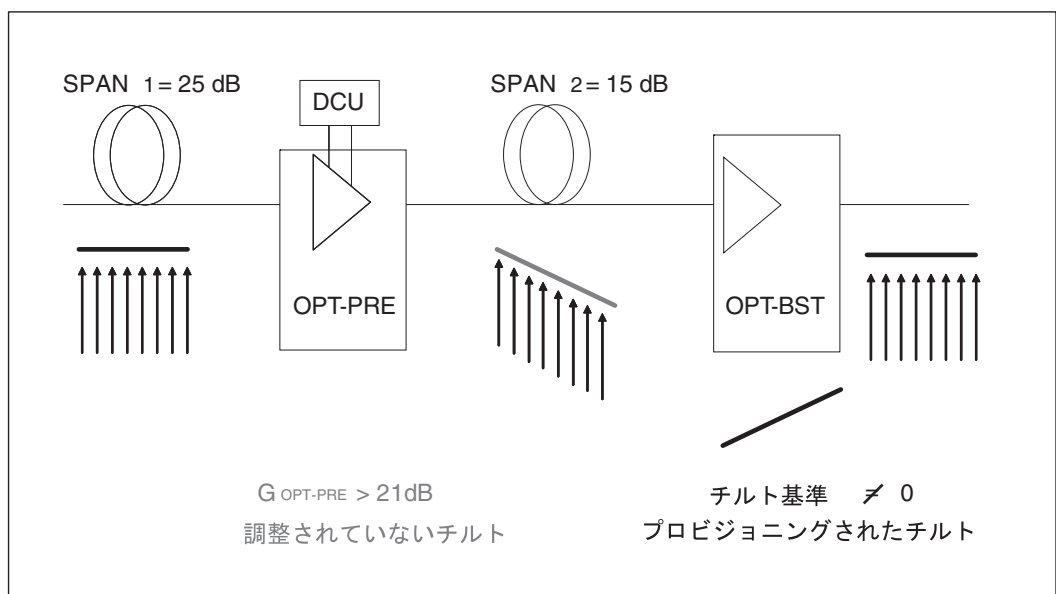 SPAN 1 = 25 dB
DCU
SPAN 2 = 15 dB
OPT-PRE
OPT-BST
G OPT-PRE > 21dB
調整されていないチルト
チルト基準 ≠ 0
プロビジョニングされたチルト